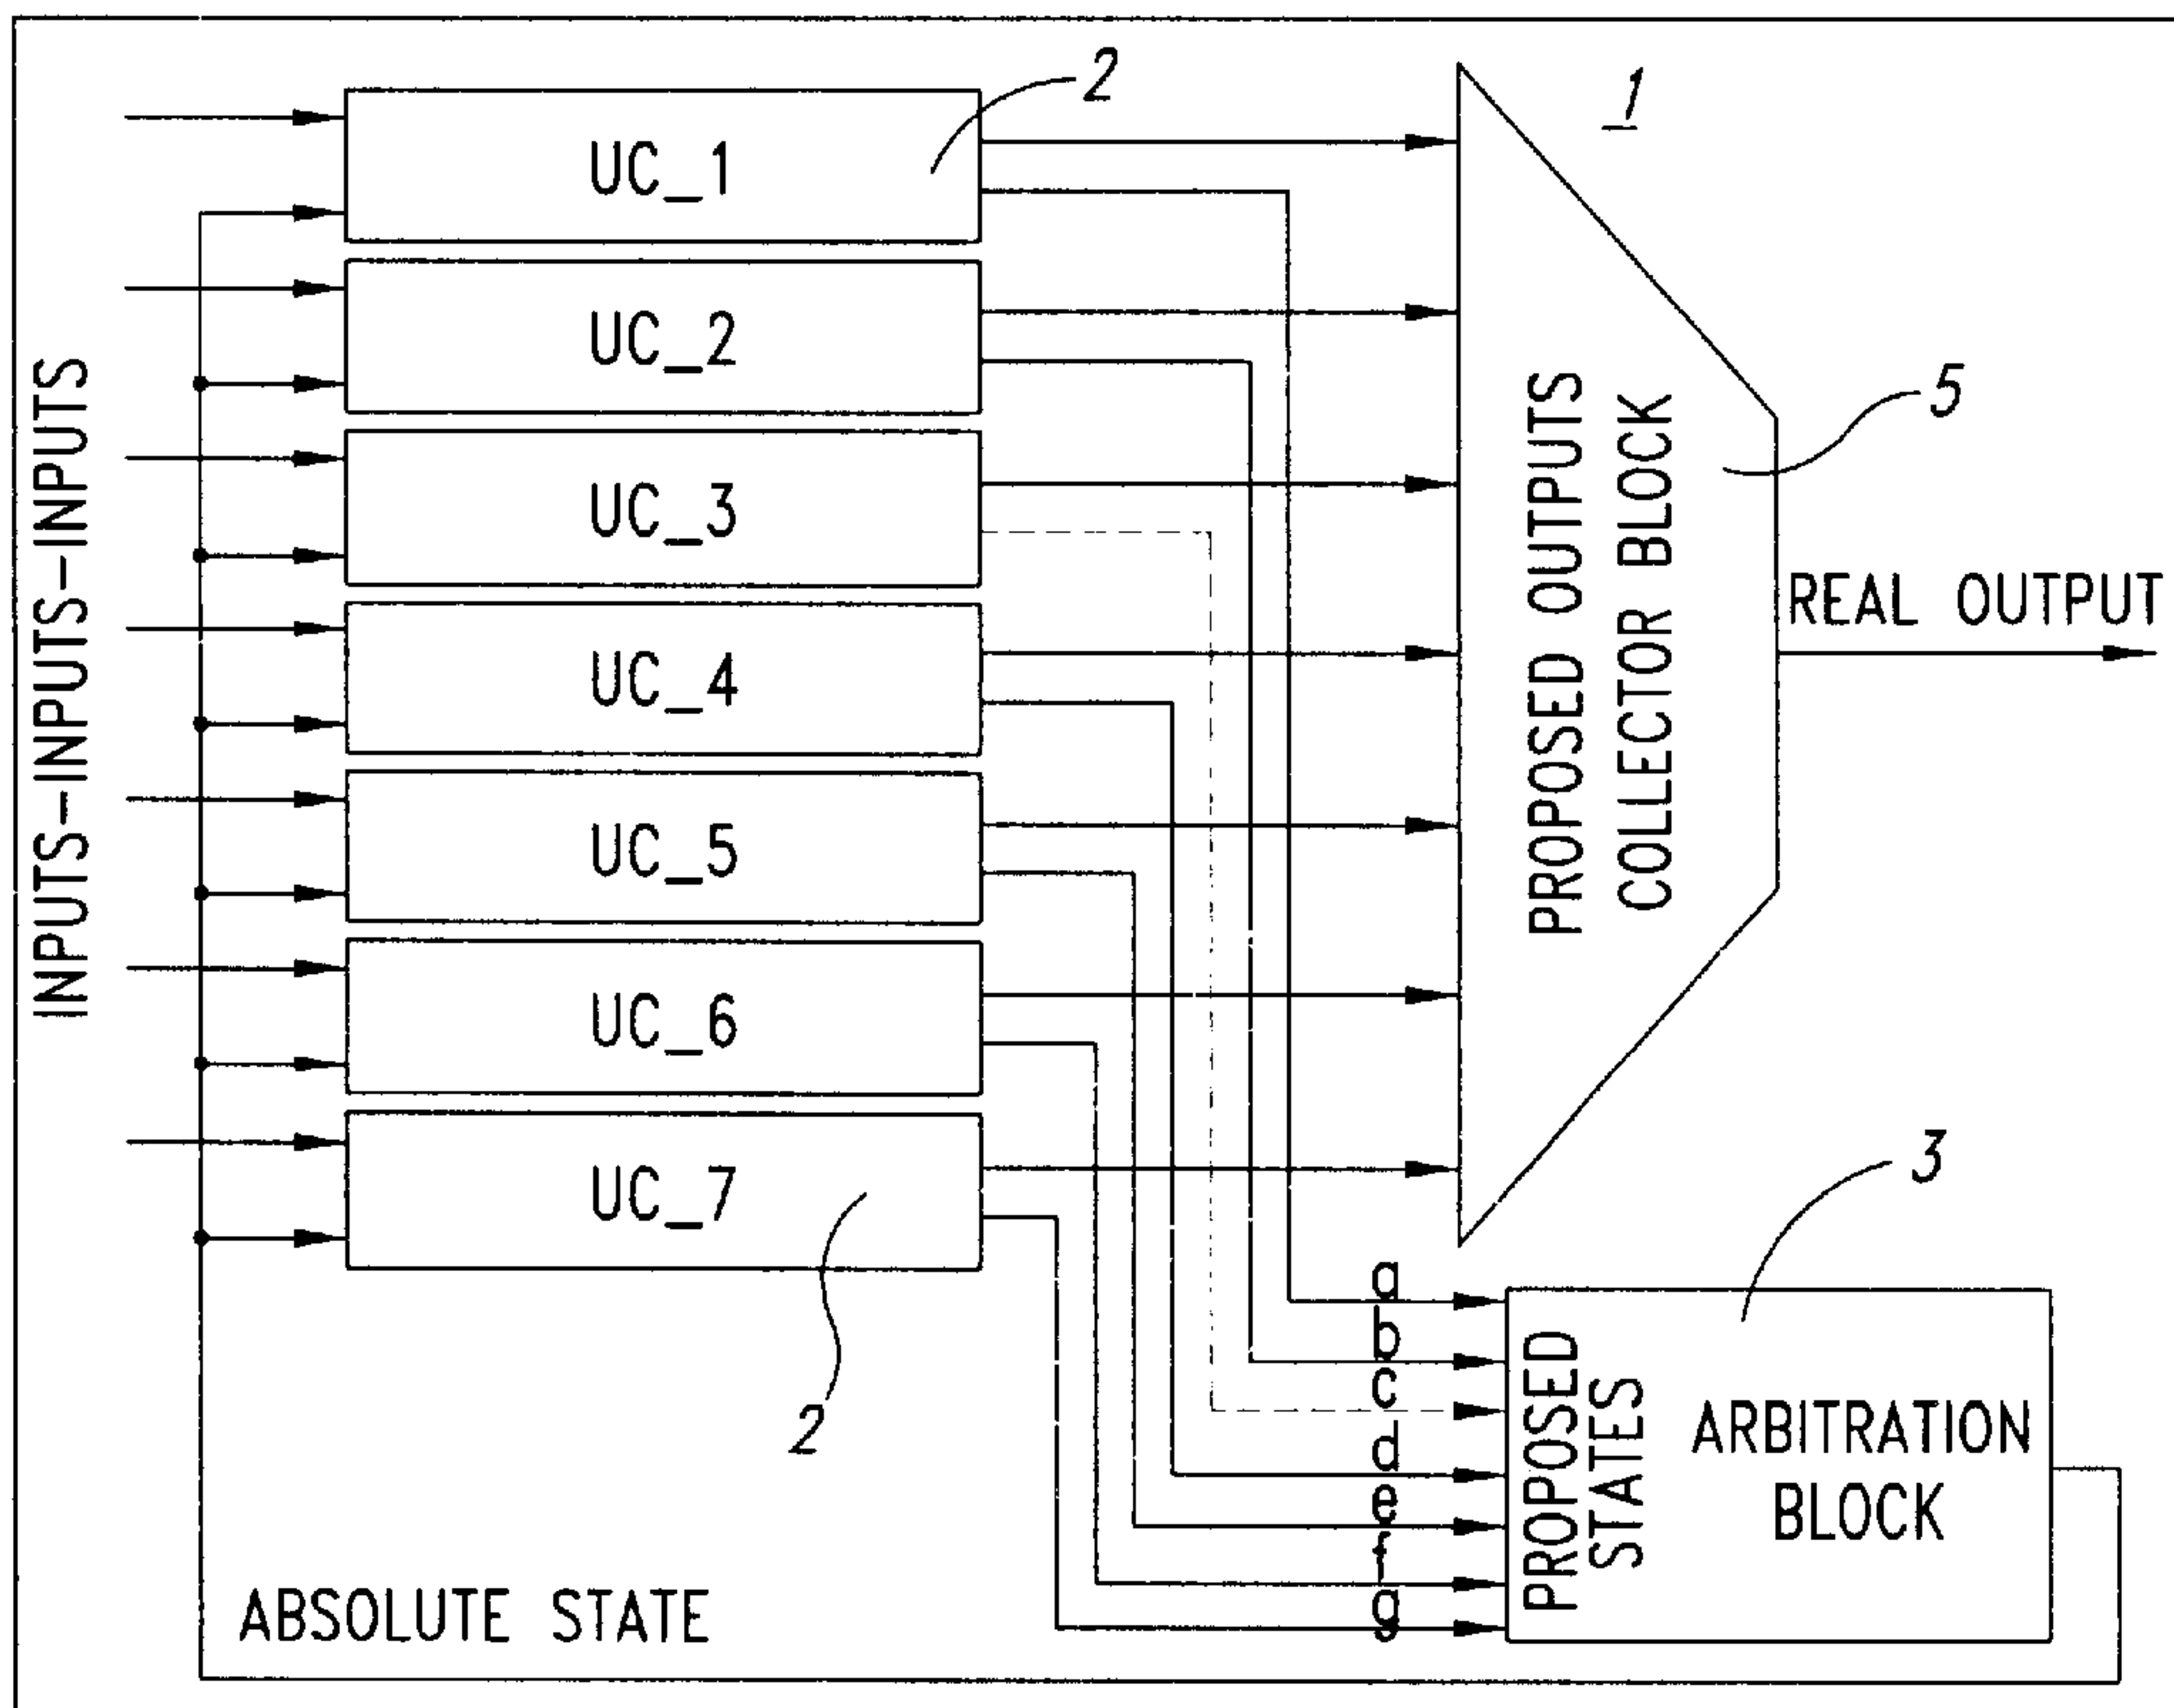 INPUTS-INPUTS-INPUTS-INPUTS
UC_1
UC_2
UC_3
UC_4
UC_5
UC_6
UC_7
2
2
1
PROPOSED OUTPUTS
COLLECTOR BLOCK
5
REAL OUTPUT
3
a
b
c
d
e
f
g
PROPOSED
STATES
ARBITRATION
BLOCK
ABSOLUTE STATE